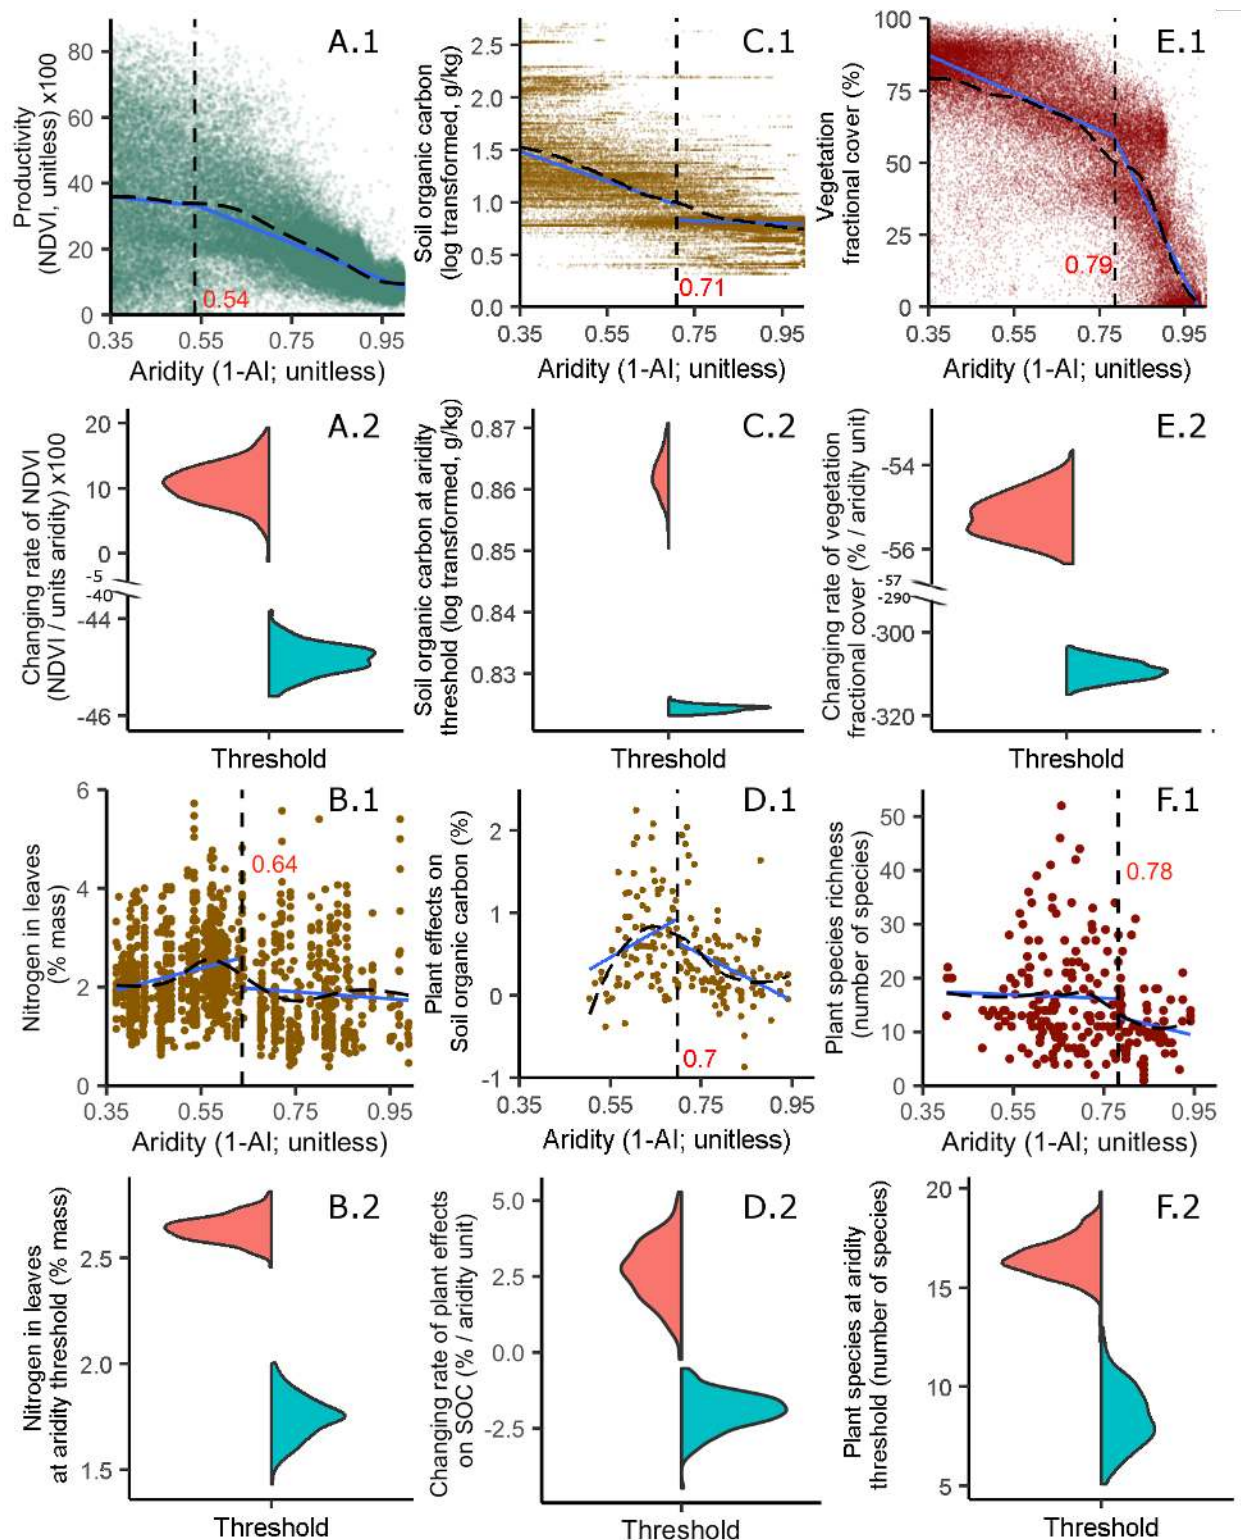 A.1
Productivity
(NDVI, unitless) x100
80
60
40
20
0
0.54
0.35
0.55
0.75
0.95
Aridity (1-AI; unitless)
C.1
Soil organic carbon
(log transformed, g/kg)
2.5
2.0
1.5
1.0
0.5
0.0
0.71
0.35
0.55
0.75
0.95
Aridity (1-AI; unitless)
E.1
Vegetation
fractional cover (%)
100
75
50
25
0
0.79
0.35
0.55
0.75
0.95
Aridity (1-AI; unitless)
A.2
Changing rate of NDVI
(NDVI / units aridity) x100
20
10
0
-5
-40
-44
-46
Threshold
C.2
Soil organic carbon at aridity
threshold (log transformed, g/kg)
0.87
0.86
0.85
0.84
0.83
Threshold
E.2
Changing rate of vegetation
fractional cover (% / aridity unit)
-54
-56
-57
-290
-300
-310
-320
Threshold
B.1
Nitrogen in leaves
(% mass)
6
4
2
0
0.64
0.35
0.55
0.75
0.95
Aridity (1-AI; unitless)
D.1
Plant effects on
Soil organic carbon (%)
2
1
0
-1
0.7
0.35
0.55
0.75
0.95
Aridity (1-AI; unitless)
F.1
Plant species richness
(number of species)
50
40
30
20
10
0
0.78
0.35
0.55
0.75
0.95
Aridity (1-AI; unitless)
B.2
Nitrogen in leaves
at aridity threshold (% mass)
2.5
2.0
1.5
Threshold
D.2
Changing rate of plant effects
on SOC (% / aridity unit)
5.0
2.5
0.0
-2.5
Threshold
F.2
Plant species at aridity
threshold (number of species)
20
15
10
5
Threshold